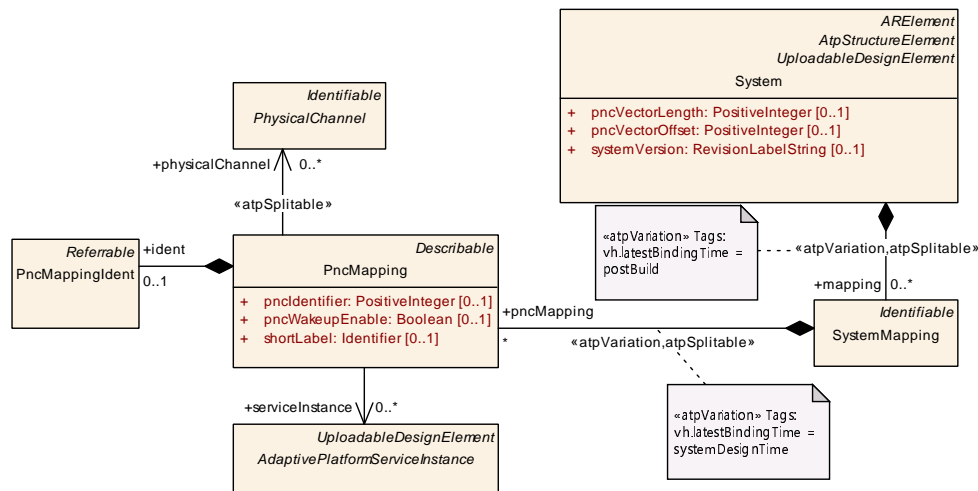 ARElement
AtpStructureElement
UploadableDesignElement
System
+ pncVectorLength: PositiveInteger [0..1]
+ pncVectorOffset: PositiveInteger [0..1]
+ systemVersion: RevisionLabelString [0..1]
Identifiable
PhysicalChannel
+physicalChannel 0..*
«atpSplitable»
«atpVariation» Tags:
vh.latestBindingTime =
postBuild
«atpVariation,atpSplitable»
+mapping 0..*
Referrable
PncMappingIdent
+ident
0..1
Describable
PncMapping
+ pncIdentifier: PositiveInteger [0..1]
+ pncWakeupEnable: Boolean [0..1]
+ shortLabel: Identifier [0..1]
+pncMapping
*
«atpVariation,atpSplitable»
Identifiable
SystemMapping
+serviceInstance 0..*
UploadableDesignElement
AdaptivePlatformServiceInstance
«atpVariation» Tags:
vh.latestBindingTime =
systemDesignTime